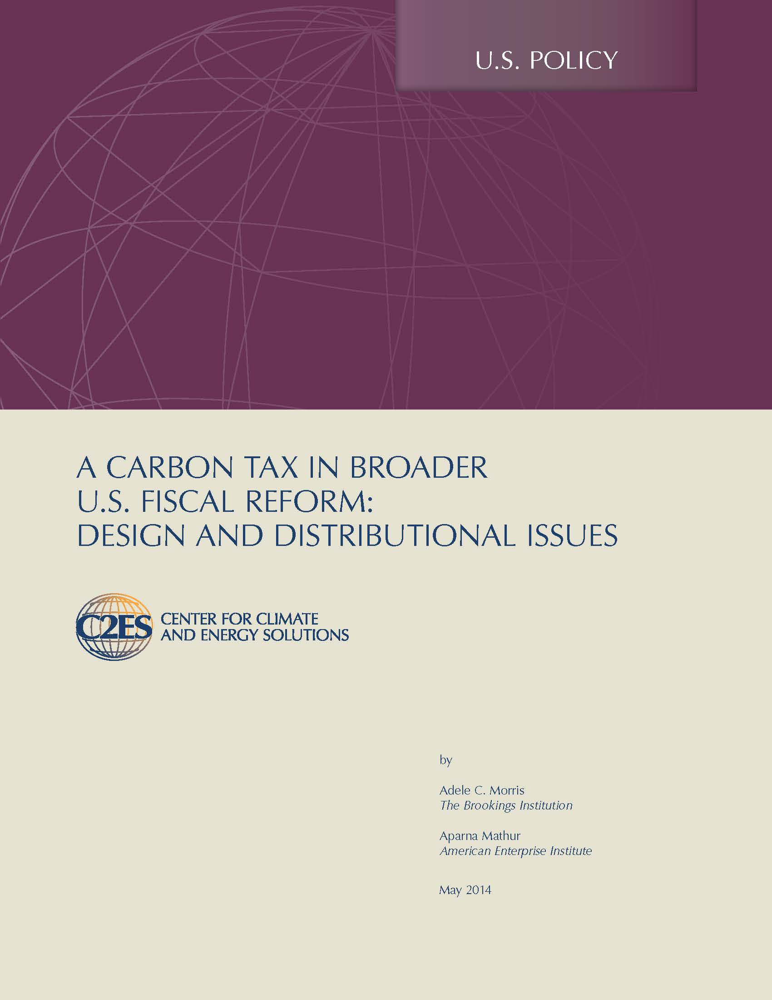 U.S. POLICY
A CARBON TAX IN BROADER
U.S. FISCAL REFORM:
DESIGN AND DISTRIBUTIONAL ISSUES
C2ES
CENTER FOR CLIMATE
AND ENERGY SOLUTIONS
by
Adele C. Morris
The Brookings Institution
Aparna Mathur
American Enterprise Institute
May 2014